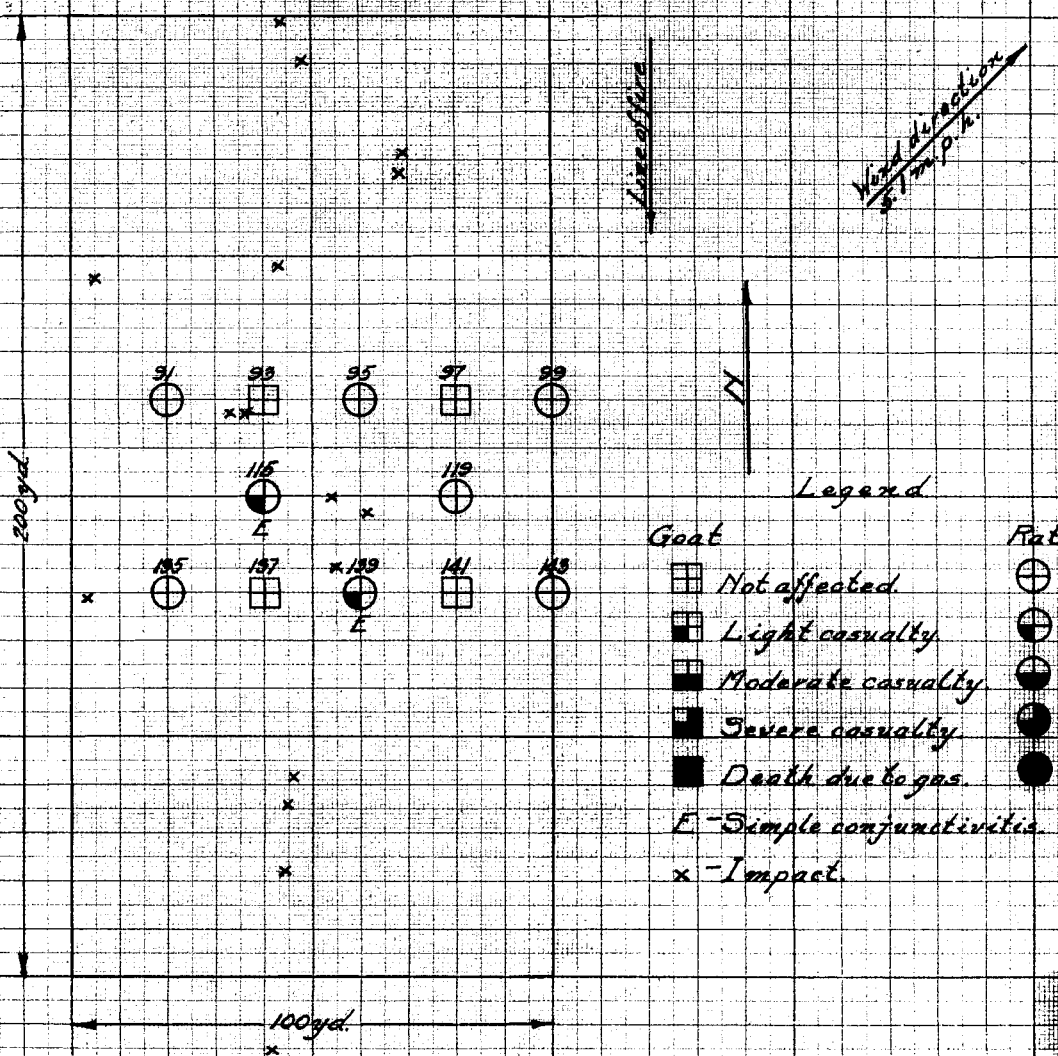 Line of fire
Wind direction
5.1 m.p.h.
N
91 93 95 97 99
115 119
E
135 137 139 141 143
E
200 yd.
100 yd.
Legend
Goat Rat
Not affected.
Light casualty.
Moderate casualty.
Severe casualty
Death due to gas.
E - Simple conjunctivitis.
x - Impact.